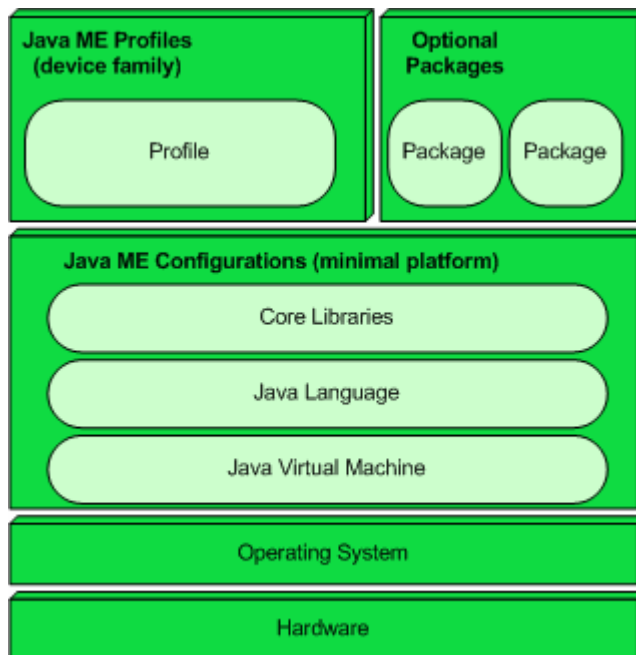 Java ME Profiles
(device family)
Profile
Optional
Packages
Package
Package
Java ME Configurations (minimal platform)
Core Libraries
Java Language
Java Virtual Machine
Operating System
Hardware